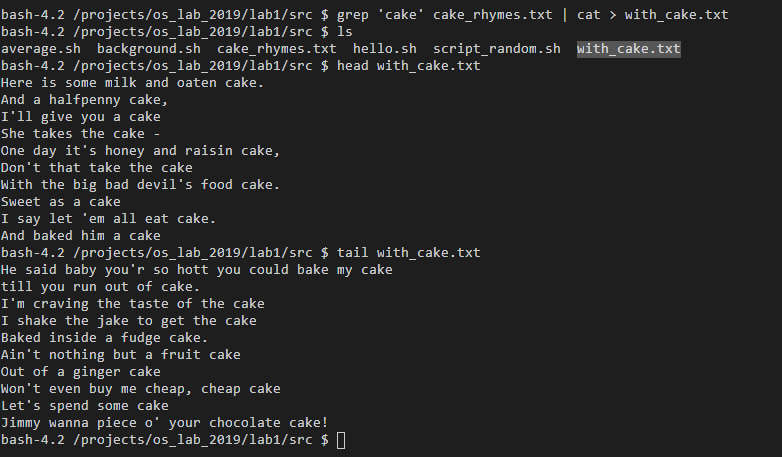 bash-4.2 /projects/os_lab_2019/lab1/src $ grep 'cake' cake_rhymes.txt | cat > with_cake.txt
bash-4.2 /projects/os_lab_2019/lab1/src $ ls
average.sh  background.sh  cake_rhymes.txt  hello.sh  script_random.sh  with_cake.txt
bash-4.2 /projects/os_lab_2019/lab1/src $ head with_cake.txt
Here is some milk and oaten cake.
And a halfpenny cake,
I'll give you a cake
She takes the cake -
One day it's honey and raisin cake,
Don't that take the cake
With the big bad devil's food cake.
Sweet as a cake
I say let 'em all eat cake.
And baked him a cake
bash-4.2 /projects/os_lab_2019/lab1/src $ tail with_cake.txt
He said baby you'r so hott you could bake my cake
till you run out of cake.
I'm craving the taste of the cake
I shake the jake to get the cake
Baked inside a fudge cake.
Ain't nothing but a fruit cake
Out of a ginger cake
Won't even buy me cheap, cheap cake
Let's spend some cake
Jimmy wanna piece o' your chocolate cake!
bash-4.2 /projects/os_lab_2019/lab1/src $